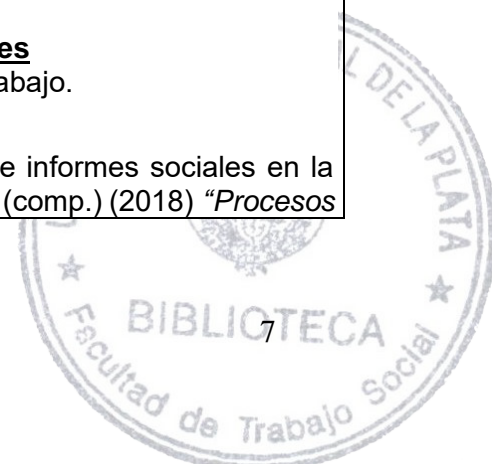 es
abajo.
e informes sociales en la
(comp.) (2018) “Procesos
L DE LA PLATA
BIBLIOTECA
7
Facultad de Trabajo Social